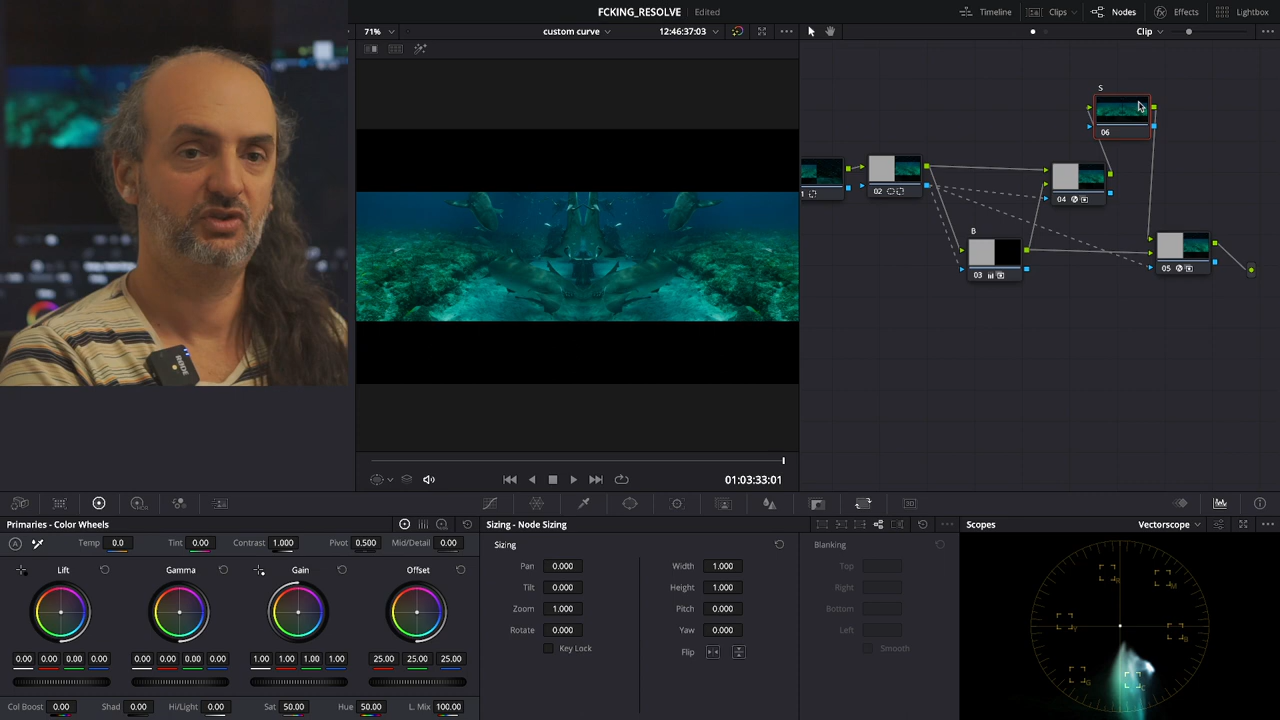 FCKING_RESOLVE Edited
Timeline Clips Nodes Effects Lightbox
71% custom curve 12:46:37:03 Clip
S
06
1 02 04
B
03 05
01:03:33:01
Primaries - Color Wheels
Sizing - Node Sizing
Scopes Vectorscope
Temp 0.0 Tint 0.00 Contrast 1.000 Pivot 0.500 Mid/Detail 0.00
Sizing Blanking
Lift Gamma Gain Offset
Pan 0.000 Width 1.000 Top
Tilt 0.000 Height 1.000 Right
Zoom 1.000 Pitch 0.000 Bottom
Rotate 0.000 Yaw 0.000 Left
Key Lock Flip Smooth
0.00 0.00 0.00 0.00 0.00 0.00 0.00 0.00 1.00 1.00 1.00 1.00 25.00 25.00 25.00
Col Boost 0.00 Shad 0.00 Hi/Light 0.00 Sat 50.00 Hue 50.00 L. Mix 100.00